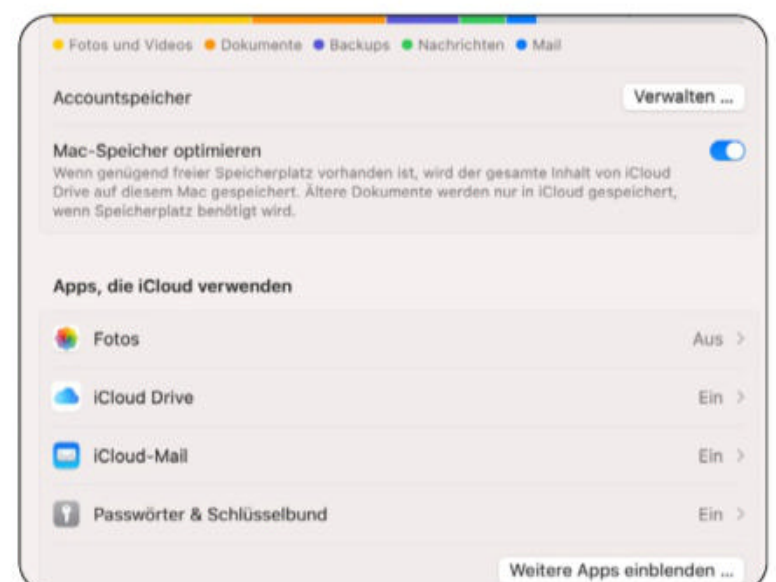 Fotos und Videos Dokumente Backups Nachrichten Mail
Accountspeicher Verwalten ...
Mac-Speicher optimieren
Wenn genügend freier Speicherplatz vorhanden ist, wird der gesamte Inhalt von iCloud
Drive auf diesem Mac gespeichert. Ältere Dokumente werden nur in iCloud gespeichert,
wenn Speicherplatz benötigt wird.
Apps, die iCloud verwenden
Fotos Aus >
iCloud Drive Ein >
iCloud-Mail Ein >
Passwörter & Schlüsselbund Ein >
Weitere Apps einblenden ...